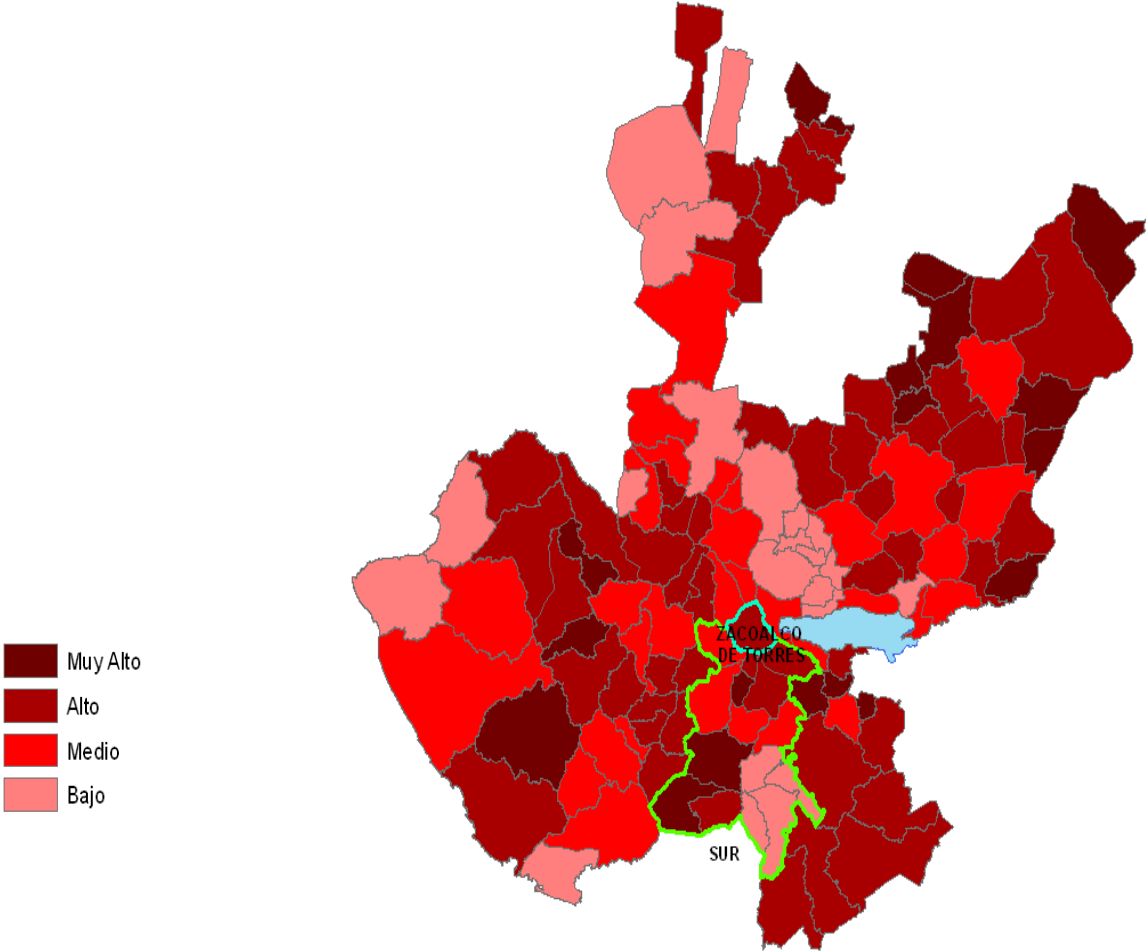 ZACOALCO
DE TORRES
Muy Alto
Alto
Medio
Bajo
SUR